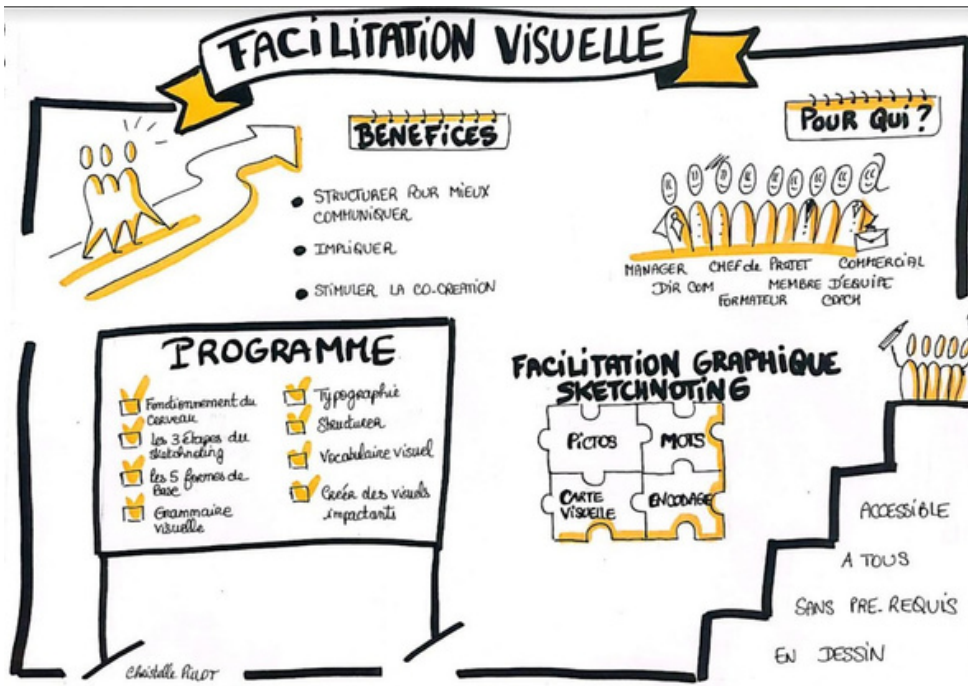 FACILITATION VISUELLE
BENEFICES
• STRUCTURER POUR MIEUX
COMMUNIQUER
• IMPLIQUER
• STIMULER LA CO-CREATION
POUR QUI ?
MANAGER CHEF de PROJET COMMERCIAL
DIR COM MEMBRE D'EQUIPE
FORMATEUR COACH
PROGRAMME
Fonctionnement du
cerveau
les 3 Etapes du
sketchnoting
les 5 formes de
Base
Grammaire
visuelle
Typographie
Structurer
Vocabulaire visuel
Créer des visuels
impactants
FACILITATION GRAPHIQUE
SKETCHNOTING
PICTOS
MOTS
CARTE
VISUELLE
ENCODAGE
ACCESSIBLE
A TOUS
SANS PRE-REQUIS
EN DESSIN
Christelle